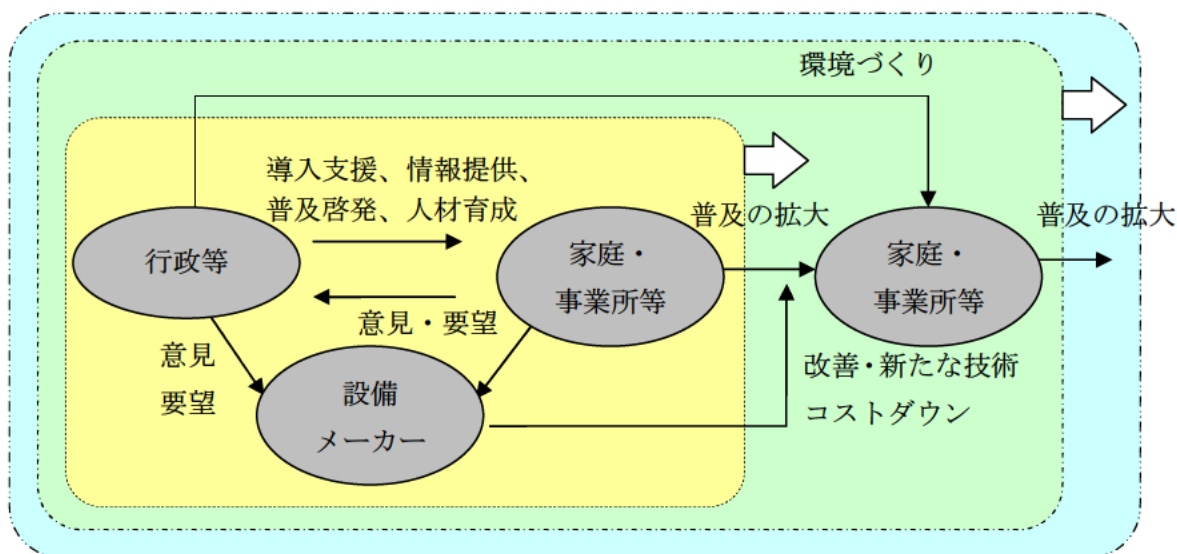 環境づくり
導入支援、情報提供、
普及啓発、人材育成
行政等
家庭・
事業所等
普及の拡大
家庭・
事業所等
普及の拡大
意見・要望
意見
要望
設備
メーカー
改善・新たな技術
コストダウン